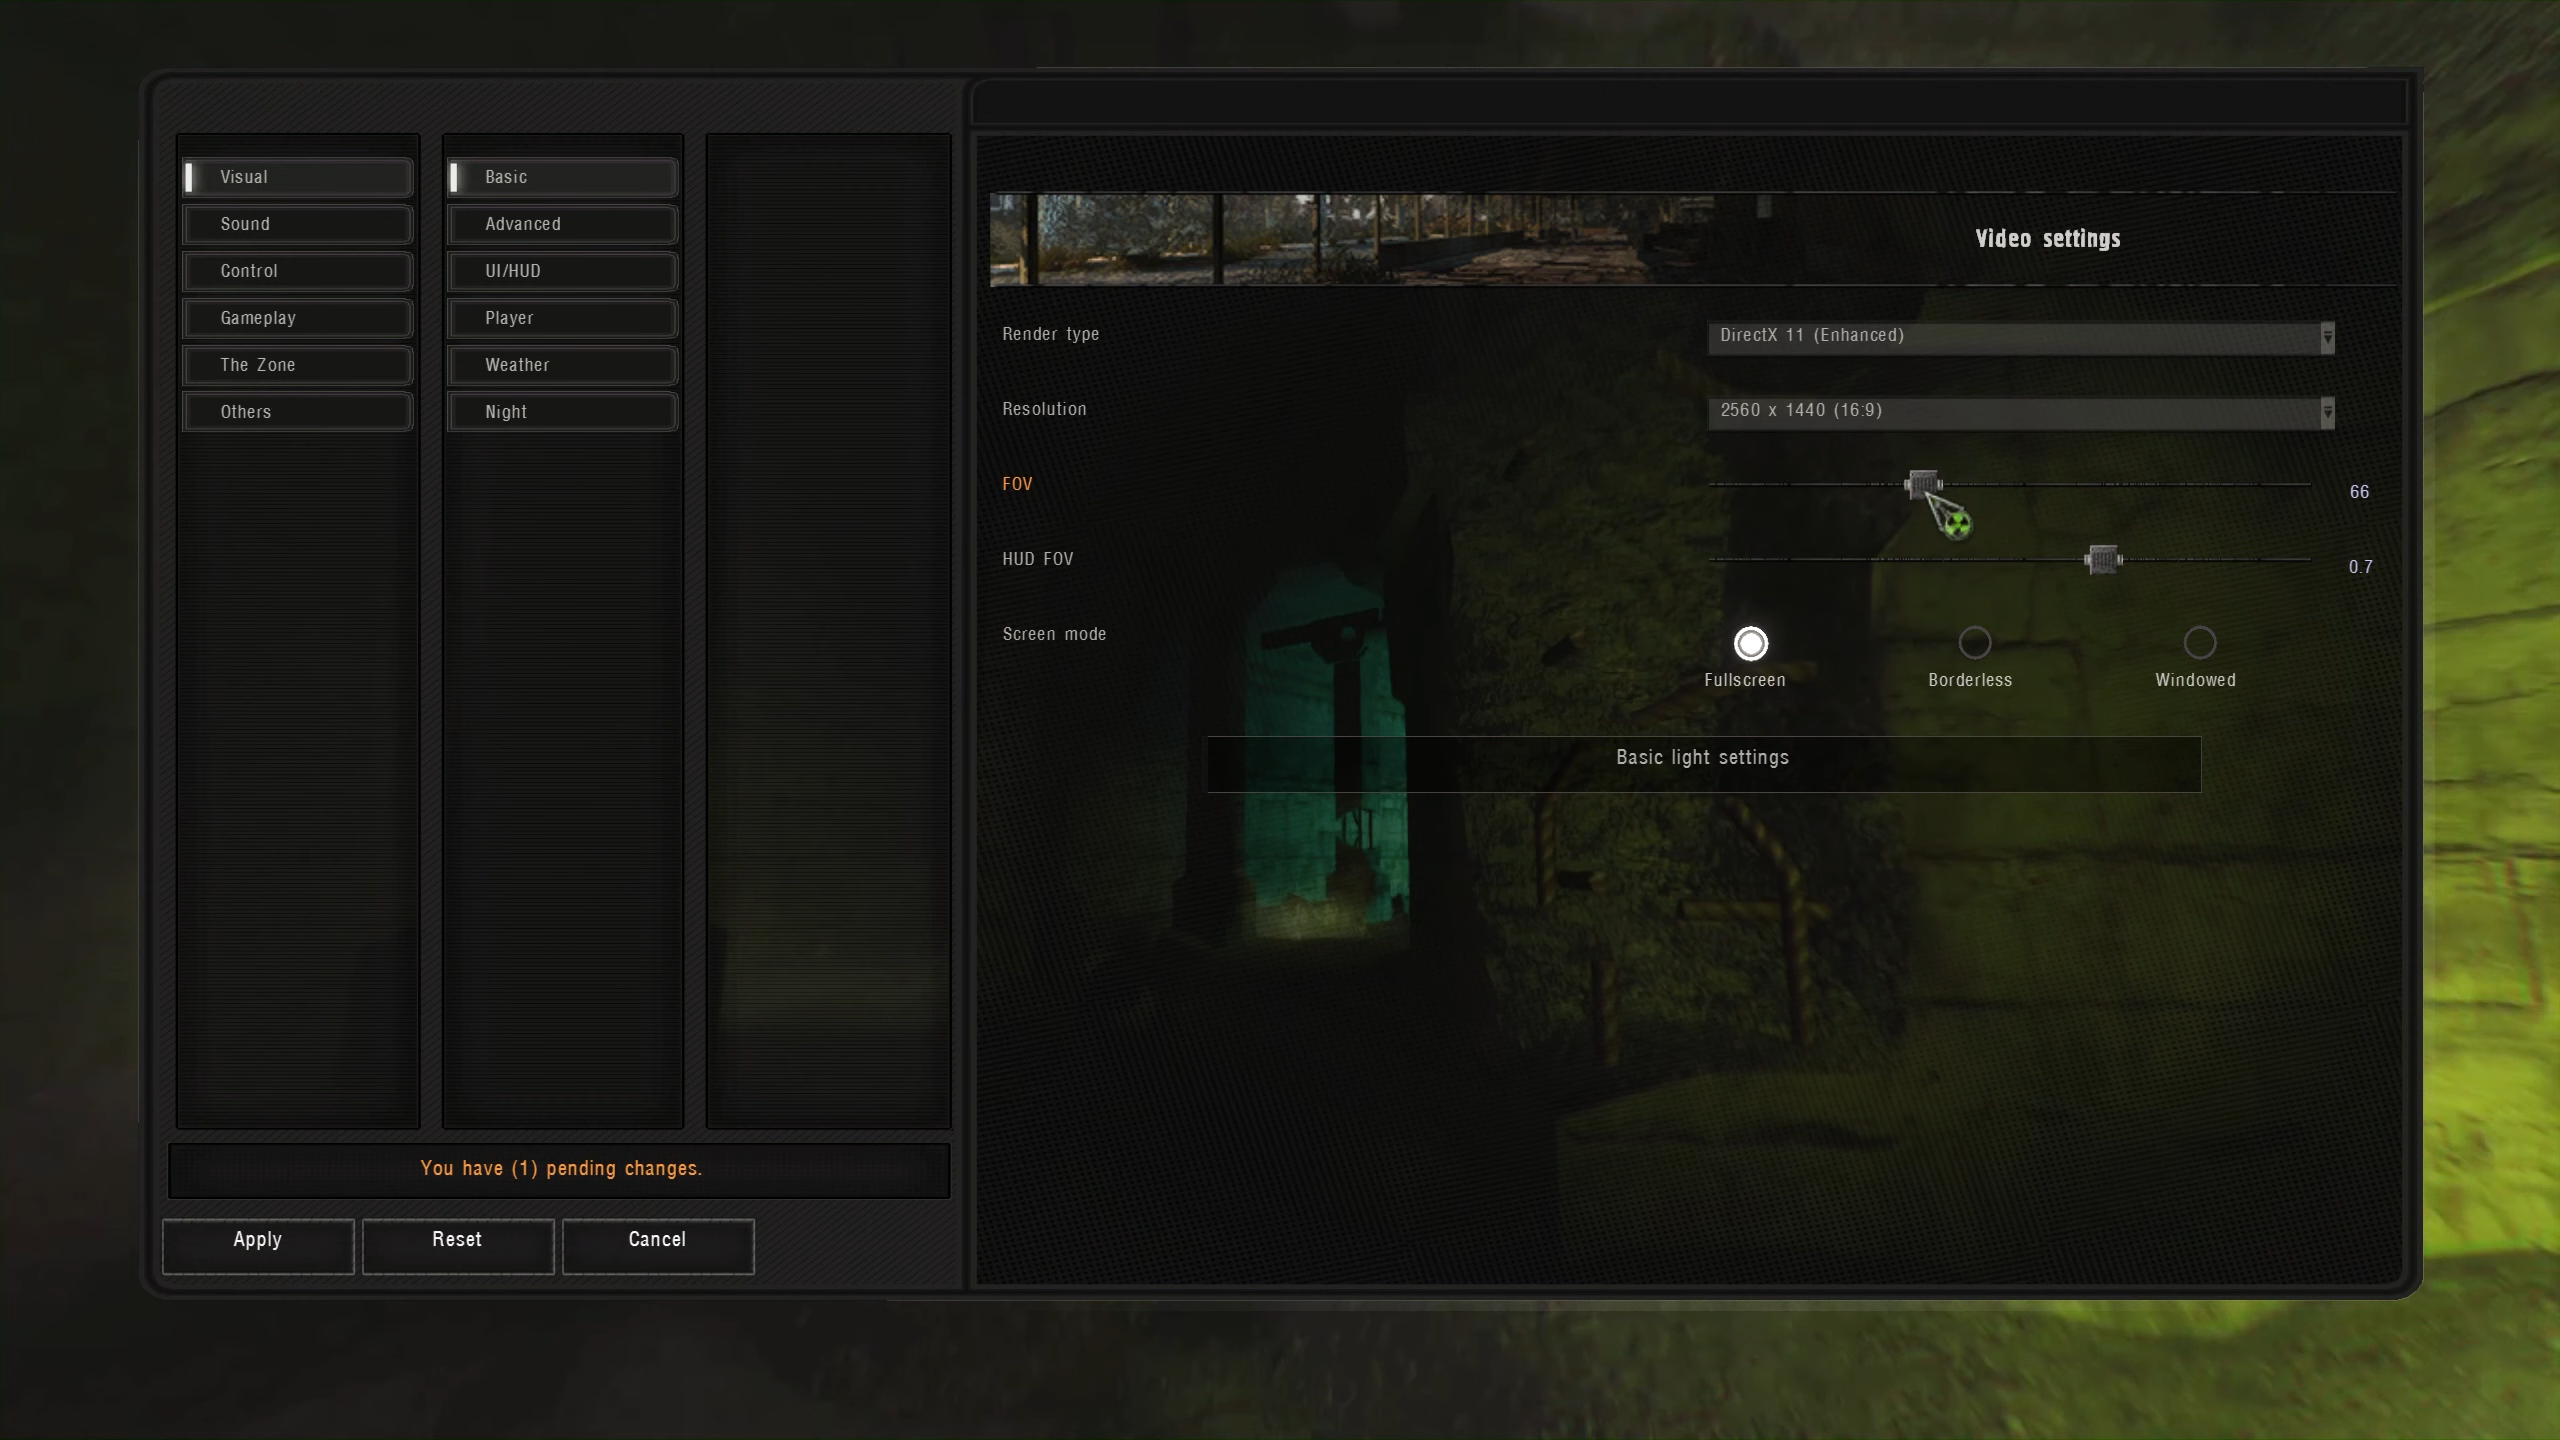 Visual
Sound
Control
Gameplay
The Zone
Others
Basic
Advanced
UI/HUD
Player
Weather
Night
Video settings
Render type
DirectX 11 (Enhanced)
Resolution
2560 x 1440 (16:9)
FOV
66
HUD FOV
0.7
Screen mode
Fullscreen
Borderless
Windowed
Basic light settings
You have (1) pending changes.
Apply
Reset
Cancel